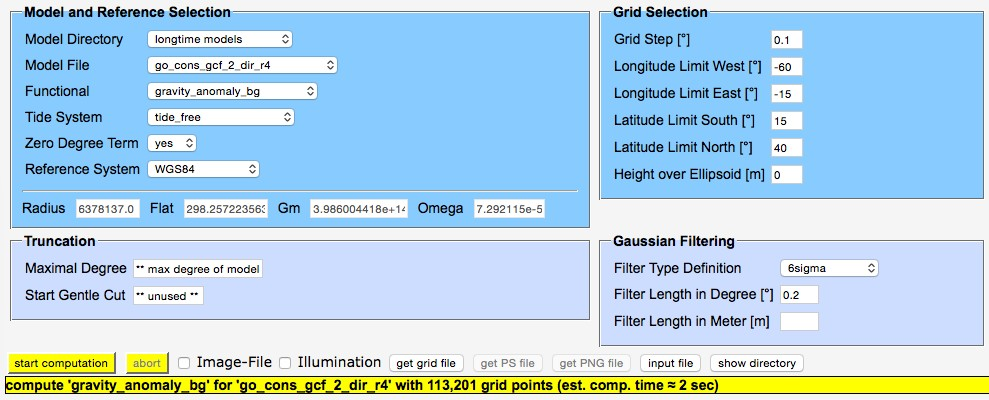 Model and Reference Selection
Model Directory longtime models
Model File go_cons_gcf_2_dir_r4
Functional gravity_anomaly_bg
Tide System tide_free
Zero Degree Term yes
Reference System WGS84
Radius 6378137.0 Flat 298.257223563 Gm 3.986004418e+14 Omega 7.292115e-5
Grid Selection
Grid Step [°] 0.1
Longitude Limit West [°] -60
Longitude Limit East [°] -15
Latitude Limit South [°] 15
Latitude Limit North [°] 40
Height over Ellipsoid [m] 0
Truncation
Maximal Degree ** max degree of model
Start Gentle Cut ** unused **
Gaussian Filtering
Filter Type Definition 6sigma
Filter Length in Degree [°] 0.2
Filter Length in Meter [m]
start computation abort Image-File Illumination get grid file get PS file get PNG file input file show directory
compute 'gravity_anomaly_bg' for 'go_cons_gcf_2_dir_r4' with 113,201 grid points (est. comp. time ≈ 2 sec)